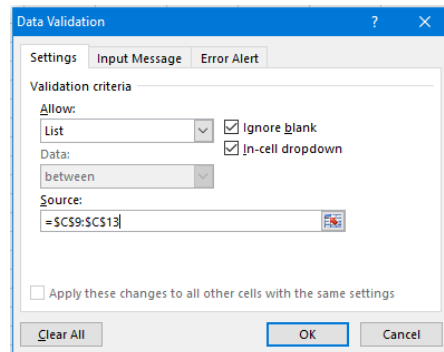 Data Validation ? ×
Settings Input Message Error Alert
Validation criteria
Allow:
List
Ignore blank
In-cell dropdown
Data:
between
Source:
=$C$9:$C$13
Apply these changes to all other cells with the same settings
Clear All OK Cancel